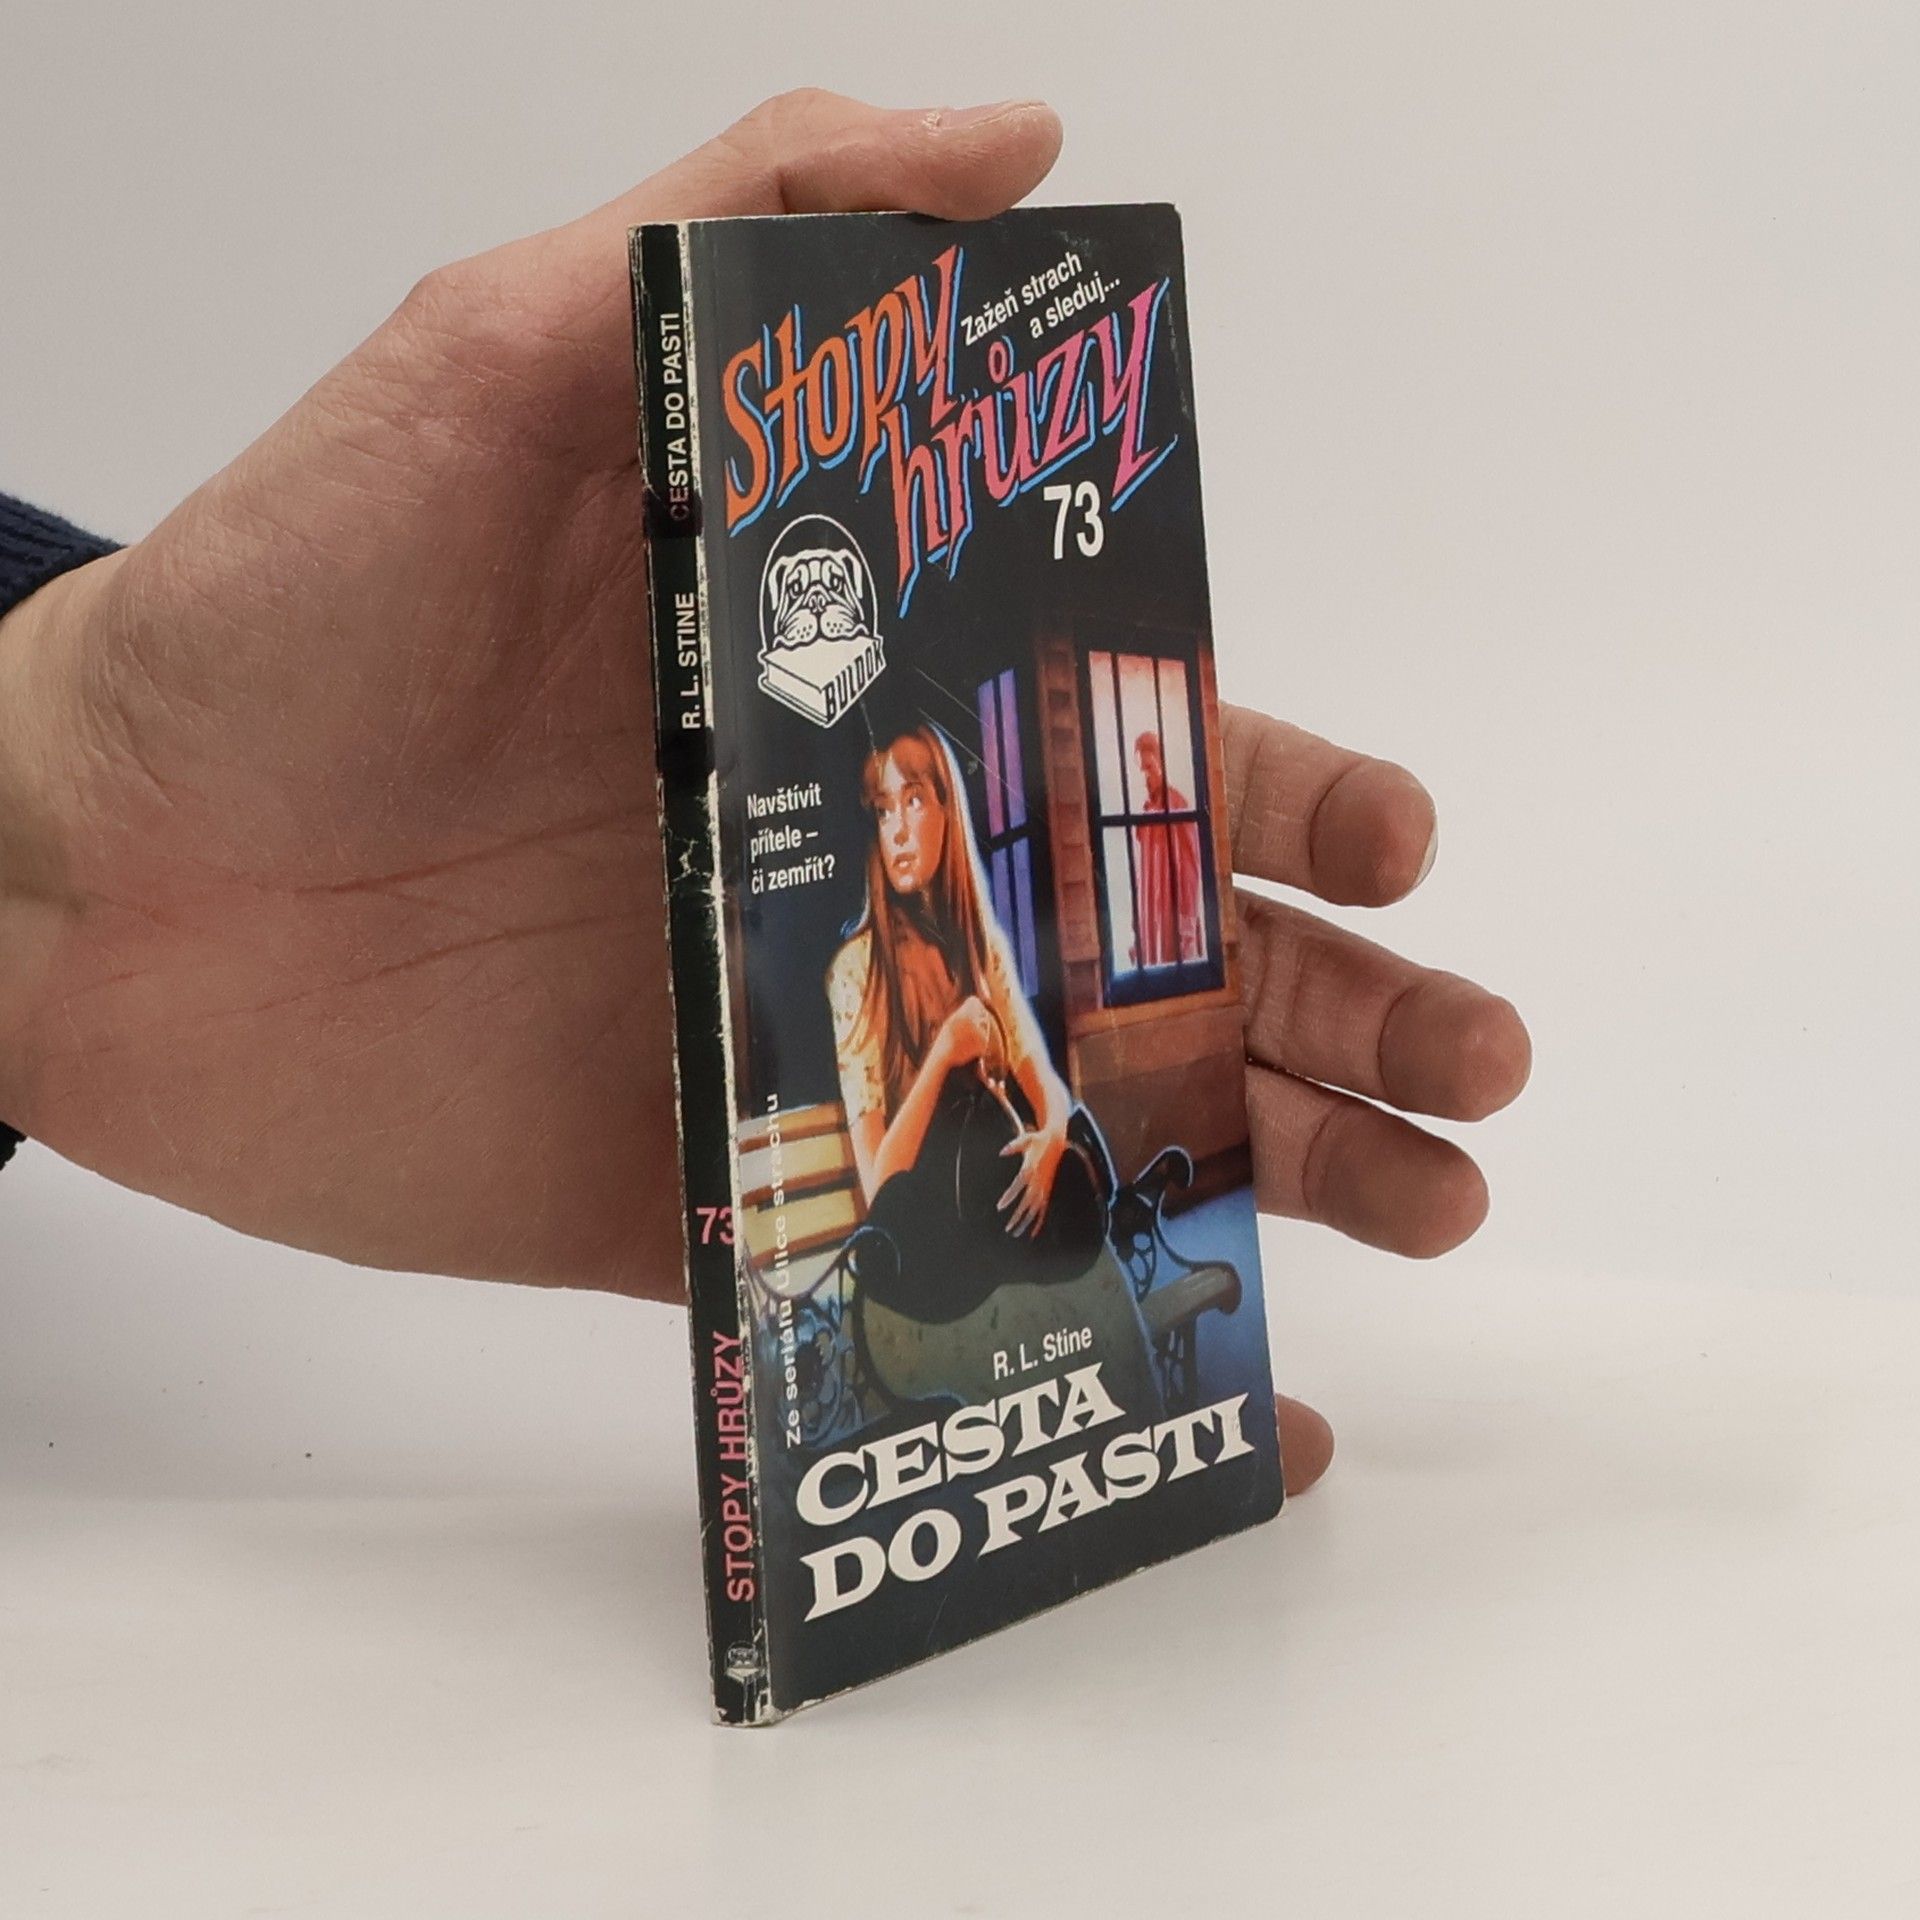 CESTA DO PASTI
R. L. STINE
73
STOPY HRŮZY
Stopy
hrůzy
Zažeň strach
a sleduj...
73
BULDOK
Navštívit
přítele –
či zemřít?
ze seriálu Ulice strachu
R. L. Stine
CESTA
DO PASTI